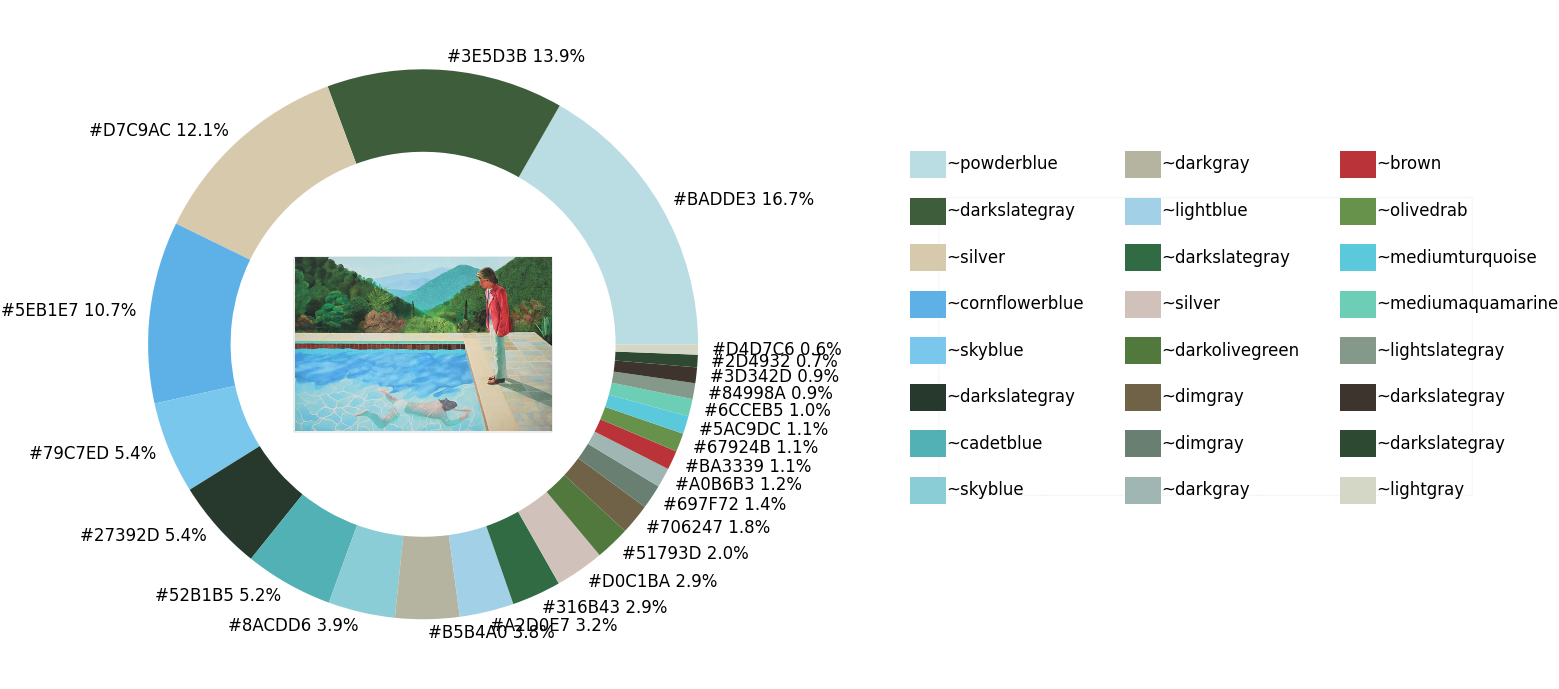 #3E5D3B 13.9%
#D7C9AC 12.1%
#BADDE3 16.7%
#5EB1E7 10.7%
#D4D7C6 0.6%
#2D4932 0.7%
#3D342D 0.9%
#84998A 0.9%
#6CCEB5 1.0%
#5AC9DC 1.1%
#67924B 1.1%
#79C7ED 5.4%
#BA3339 1.1%
#A0B6B3 1.2%
#697F72 1.4%
#706247 1.8%
#27392D 5.4%
#51793D 2.0%
#D0C1BA 2.9%
#52B1B5 5.2%
#316B43 2.9%
#8ACDD6 3.9%
#A2D0E7 3.2%
#B5B4A0 3.8%
~powderblue
~darkslategray
~silver
~cornflowerblue
~skyblue
~darkslategray
~cadetblue
~skyblue
~darkgray
~lightblue
~darkslategray
~silver
~darkolivegreen
~dimgray
~dimgray
~darkgray
~brown
~olivedrab
~mediumturquoise
~mediumaquamarine
~lightslategray
~darkslategray
~darkslategray
~lightgray